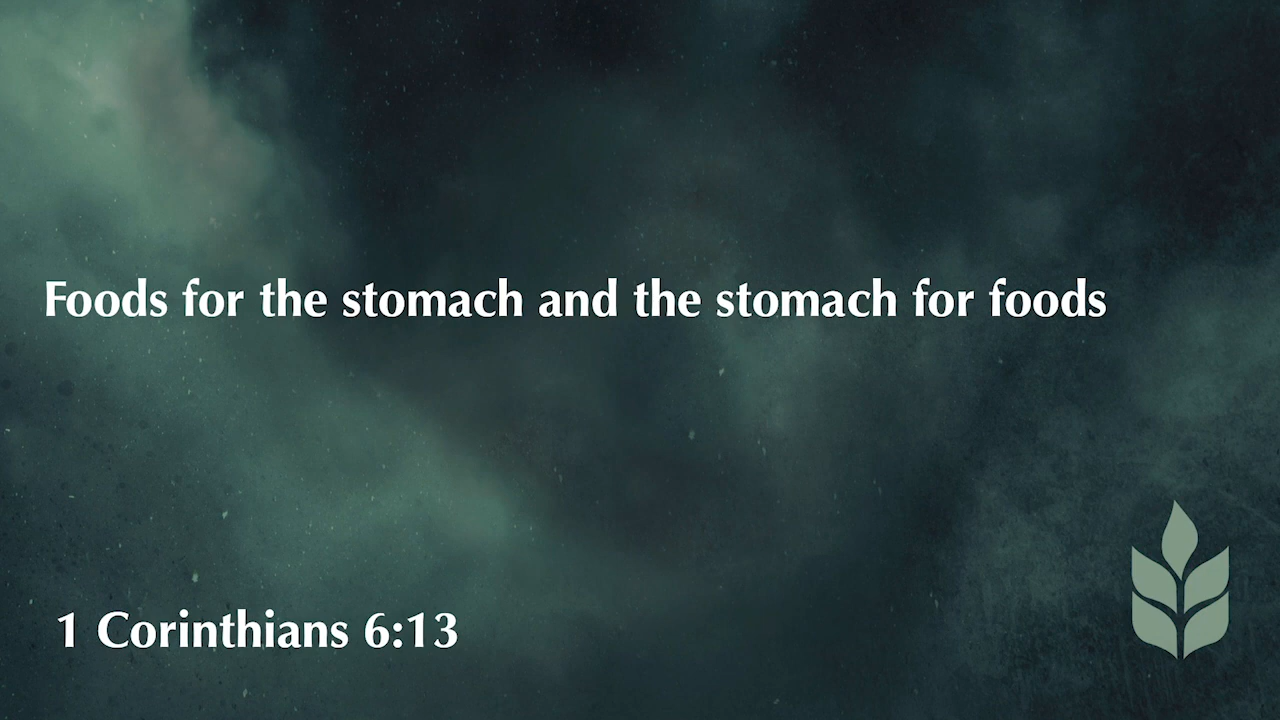 Foods for the stomach and the stomach for foods
1 Corinthians 6:13